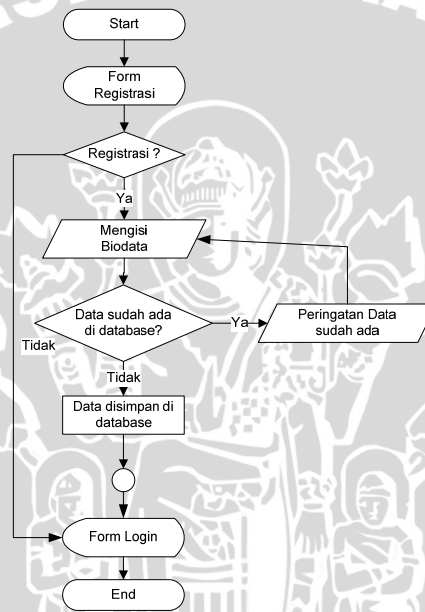 Start
Form
Registrasi
Registrasi ?
Ya
Mengisi
Biodata
Data sudah ada
di database?
Ya
Peringatan Data
sudah ada
Tidak
Tidak
Data disimpan di
database
Form Login
End